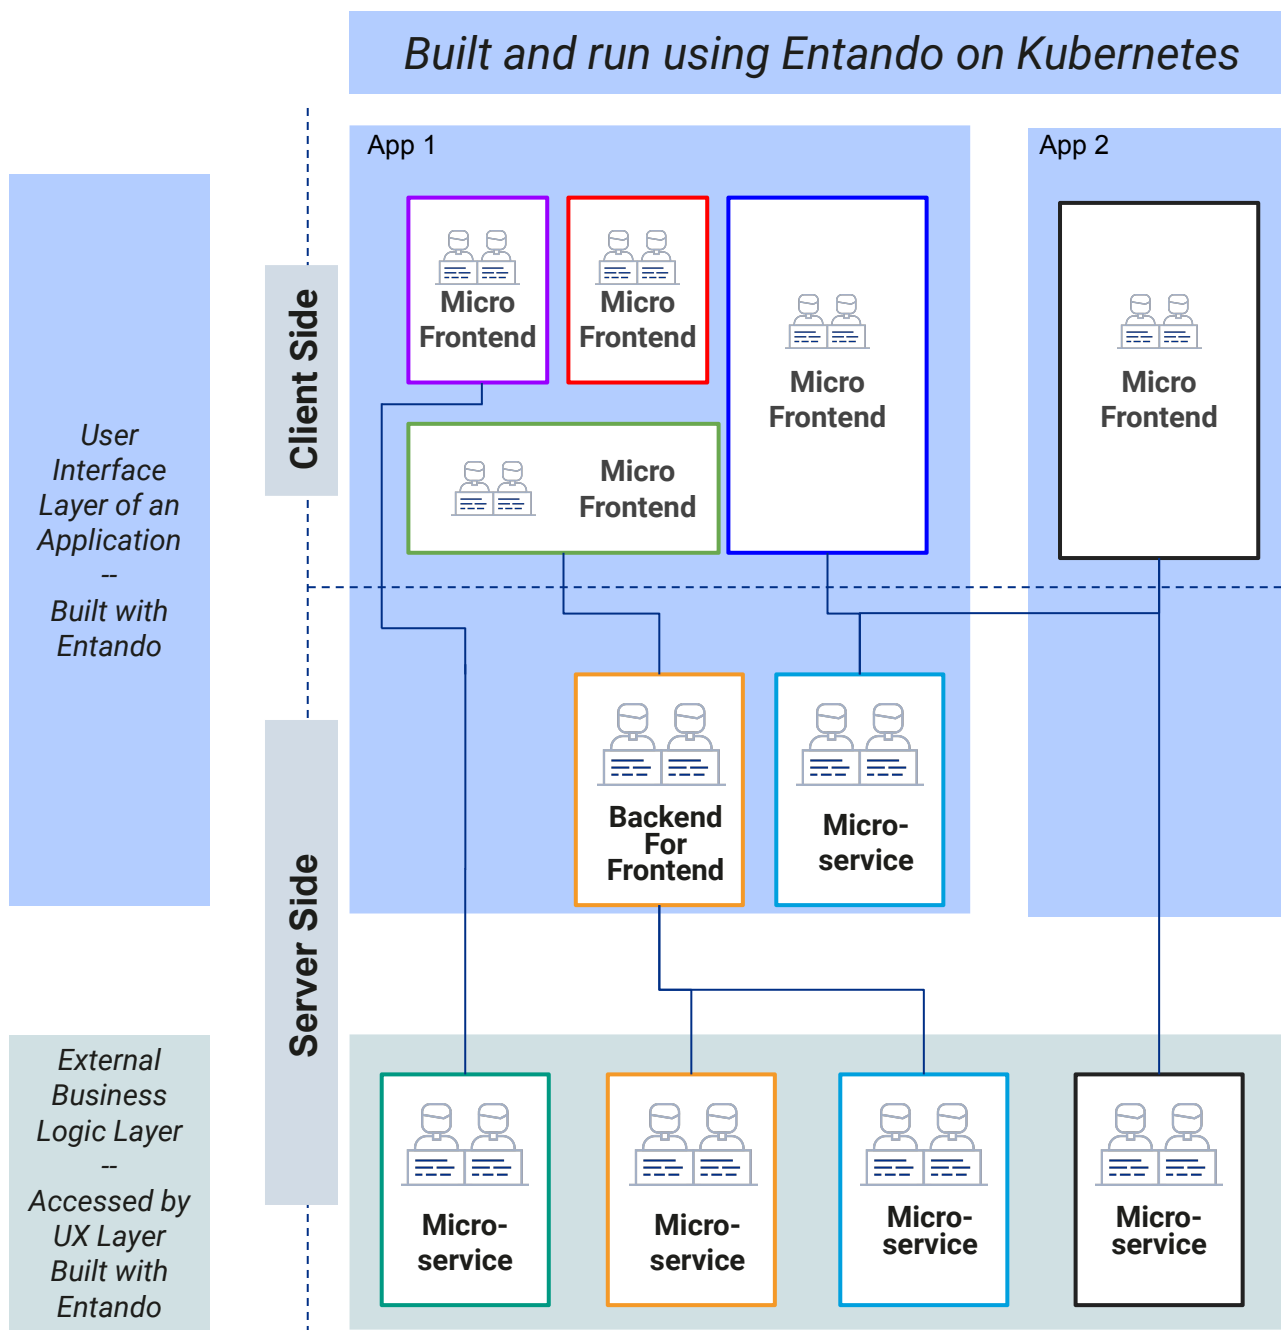 Built and run using Entando on Kubernetes
App 1
App 2
Micro
Frontend
Micro
Frontend
Micro
Frontend
Micro
Frontend
Micro
Frontend
Client Side
User
Interface
Layer of an
Application
--
Built with
Entando
Backend
For
Frontend
Micro-
service
Server Side
External
Business
Logic Layer
--
Accessed by
UX Layer
Built with
Entando
Micro-
service
Micro-
service
Micro-
service
Micro-
service